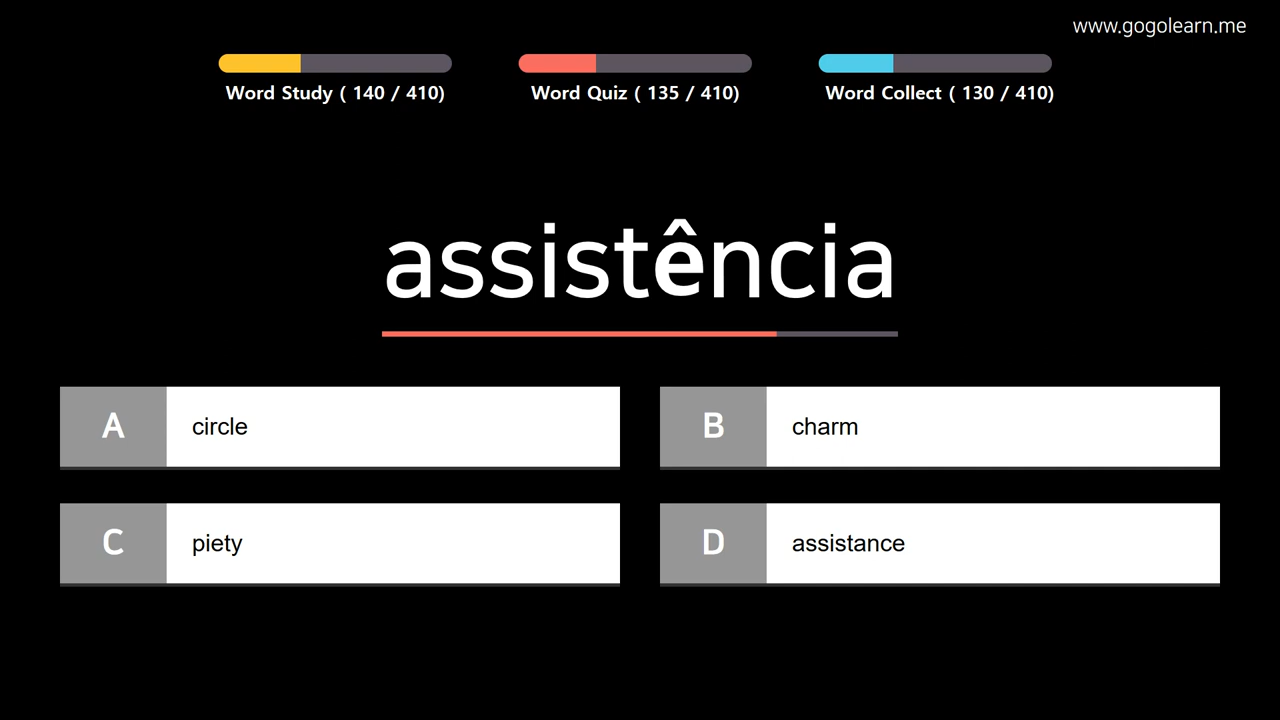 www.gogolearn.me
Word Study ( 140 / 410)
Word Quiz ( 135 / 410)
Word Collect ( 130 / 410)
assistência
A circle
B charm
C piety
D assistance